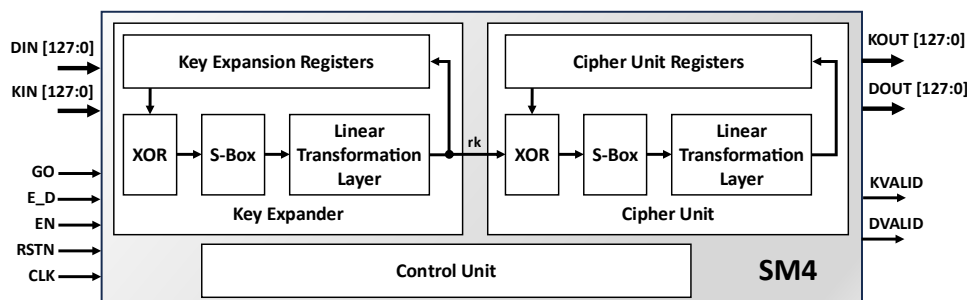 DIN [127:0]
KIN [127:0]
GO
E_D
EN
RSTN
CLK
Key Expansion Registers
XOR
S-Box
Linear
Transformation
Layer
Key Expander
rk
Cipher Unit Registers
XOR
S-Box
Linear
Transformation
Layer
Cipher Unit
Control Unit
SM4
KOUT [127:0]
DOUT [127:0]
KVALID
DVALID